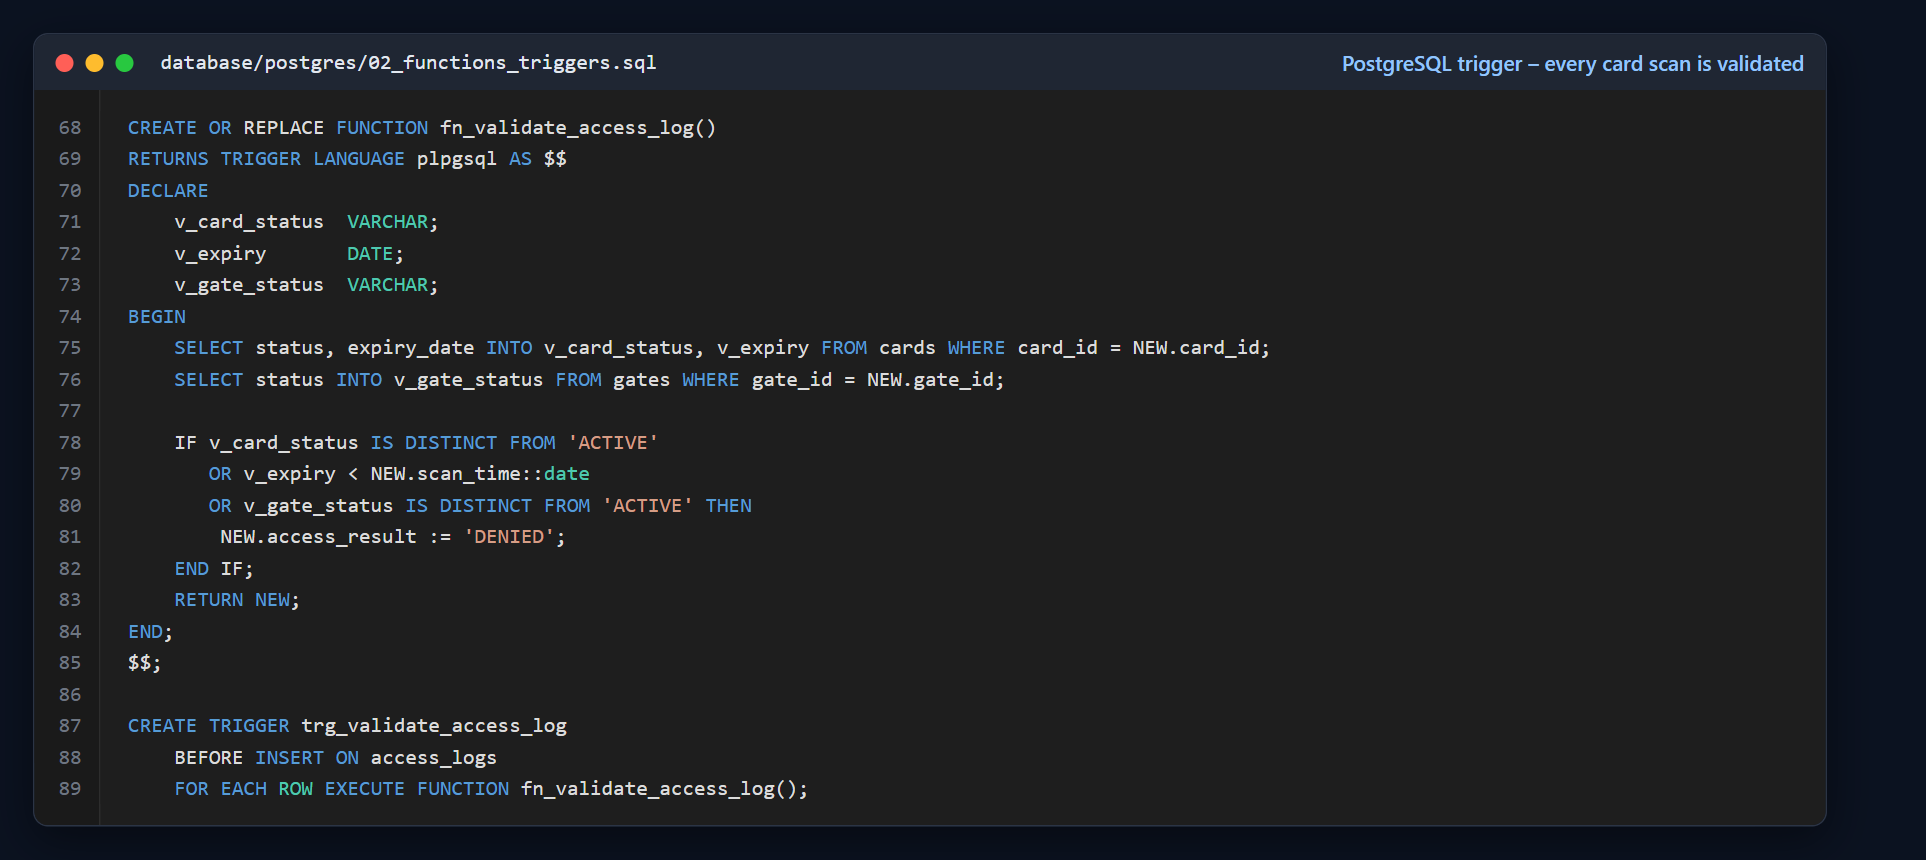 database/postgres/02_functions_triggers.sql
PostgreSQL trigger – every card scan is validated
68 CREATE OR REPLACE FUNCTION fn_validate_access_log()
69 RETURNS TRIGGER LANGUAGE plpgsql AS $$
70 DECLARE
71     v_card_status  VARCHAR;
72     v_expiry       DATE;
73     v_gate_status  VARCHAR;
74 BEGIN
75     SELECT status, expiry_date INTO v_card_status, v_expiry FROM cards WHERE card_id = NEW.card_id;
76     SELECT status INTO v_gate_status FROM gates WHERE gate_id = NEW.gate_id;
77
78     IF v_card_status IS DISTINCT FROM 'ACTIVE'
79        OR v_expiry < NEW.scan_time::date
80        OR v_gate_status IS DISTINCT FROM 'ACTIVE' THEN
81         NEW.access_result := 'DENIED';
82     END IF;
83     RETURN NEW;
84 END;
85 $$;
86
87 CREATE TRIGGER trg_validate_access_log
88     BEFORE INSERT ON access_logs
89     FOR EACH ROW EXECUTE FUNCTION fn_validate_access_log();